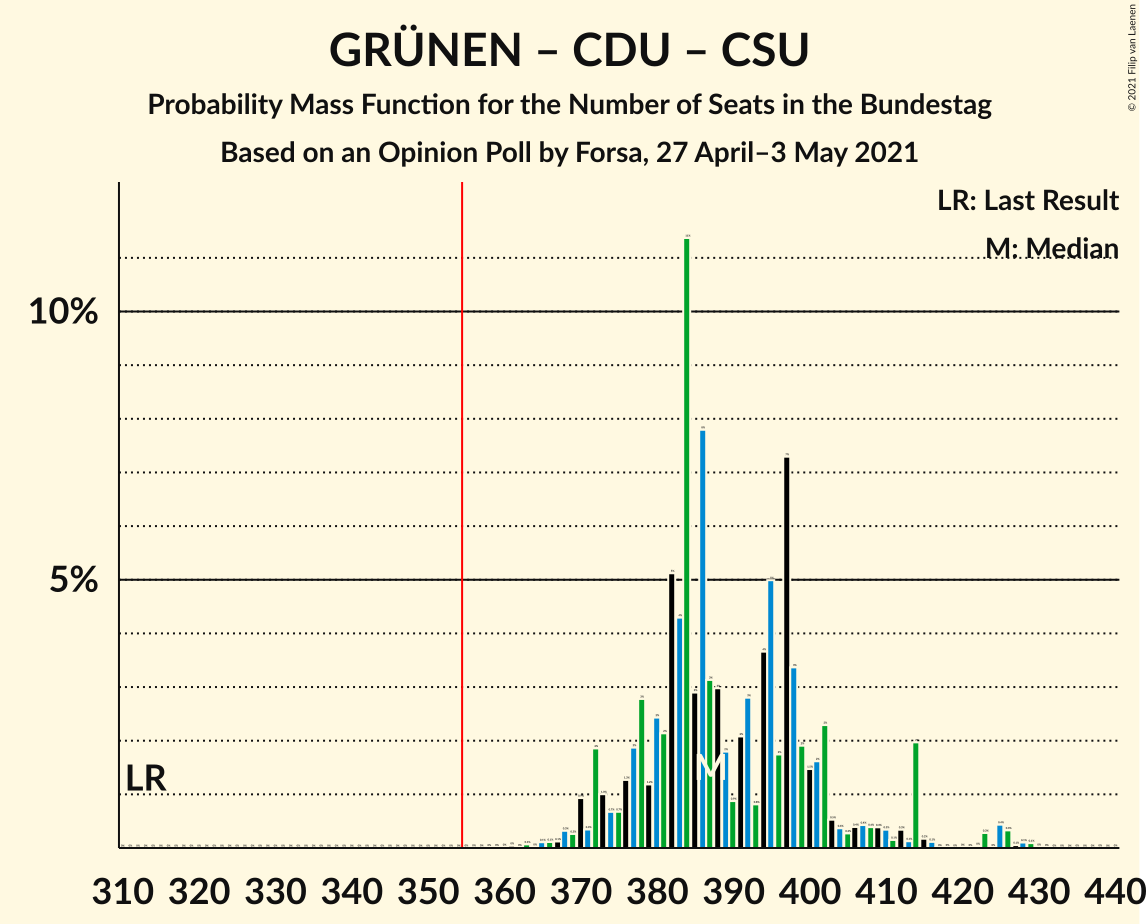 GRÜNEN – CDU – CSU
Probability Mass Function for the Number of Seats in the Bundestag
Based on an Opinion Poll by Forsa, 27 April–3 May 2021
© 2021 Filip van Laenen
LR: Last Result
M: Median
10%
5%
LR
M
310 320 330 340 350 360 370 380 390 400 410 420 430 440